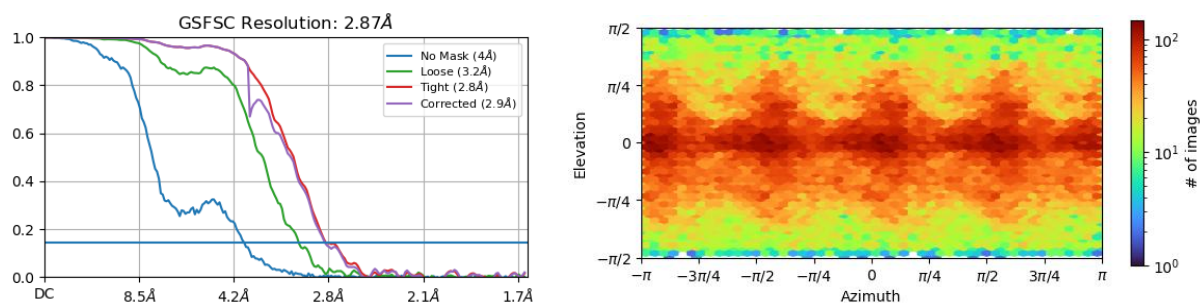 GSFSC Resolution: 2.87Å
1.0
0.8
0.6
0.4
0.2
0.0
No Mask (4Å)
Loose (3.2Å)
Tight (2.8Å)
Corrected (2.9Å)
DC
8.5Å
4.2Å
2.8Å
2.1Å
1.7Å
Elevation
π/2
π/4
0
−π/4
−π/2
−π
−3π/4
−π/2
−π/4
0
π/4
π/2
3π/4
π
Azimuth
10²
10¹
10⁰
# of images